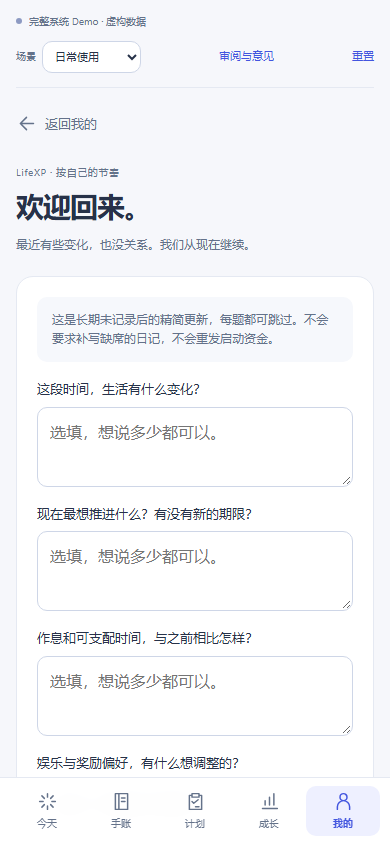 完整系统 Demo · 虚构数据
场景 日常使用 审阅与意见 重置
返回我的
LifeXP · 按自己的节奏
欢迎回来。
最近有些变化，也没关系。我们从现在继续。
这是长期未记录后的精简更新，每题都可跳过。不会
要求补写缺席的日记，不会重发启动资金。
这段时间，生活有什么变化？
选填，想说多少都可以。
现在最想推进什么？有没有新的期限？
选填，想说多少都可以。
作息和可支配时间，与之前相比怎样？
选填，想说多少都可以。
娱乐与奖励偏好，有什么想调整的？
今天 手账 计划 成长 我的